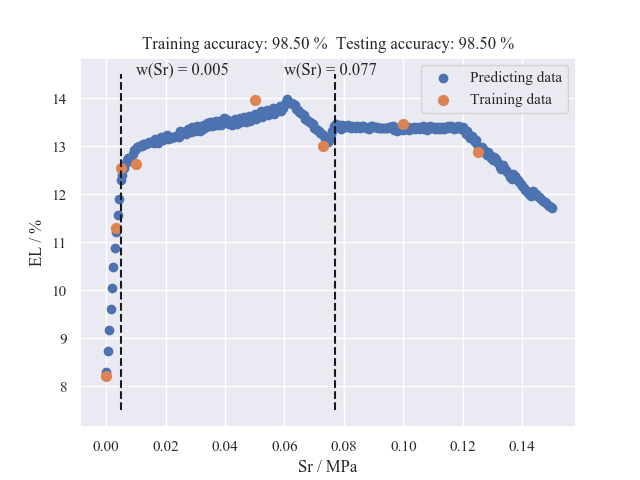 Training accuracy: 98.50 %  Testing accuracy: 98.50 %
w(Sr) = 0.005
w(Sr) = 0.077
Predicting data
Training data
14
13
12
11
10
9
8
EL / %
0.00
0.02
0.04
0.06
0.08
0.10
0.12
0.14
Sr / MPa